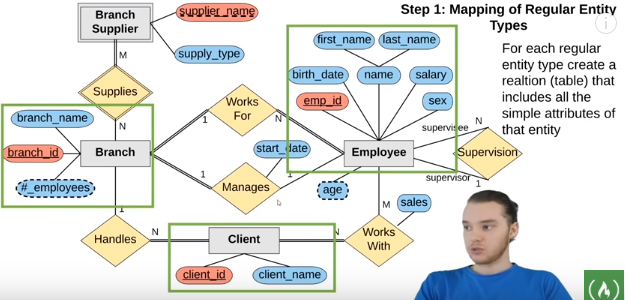 Step 1: Mapping of Regular Entity
Types
For each regular
entity type create a
realtion (table) that
includes all the
simple attributes of
that entity
Branch
Supplier
supplier_name
supply_type
M
Supplies
N
branch_name
branch_id
#_employees
Branch
1
Works
For
N
1
Manages
start_date
1
first_name
last_name
birth_date
name
salary
emp_id
sex
Employee
age
supervisee
N
Supervision
supervisor
1
1
Handles
N
Client
client_id
client_name
N
Works
With
M
sales